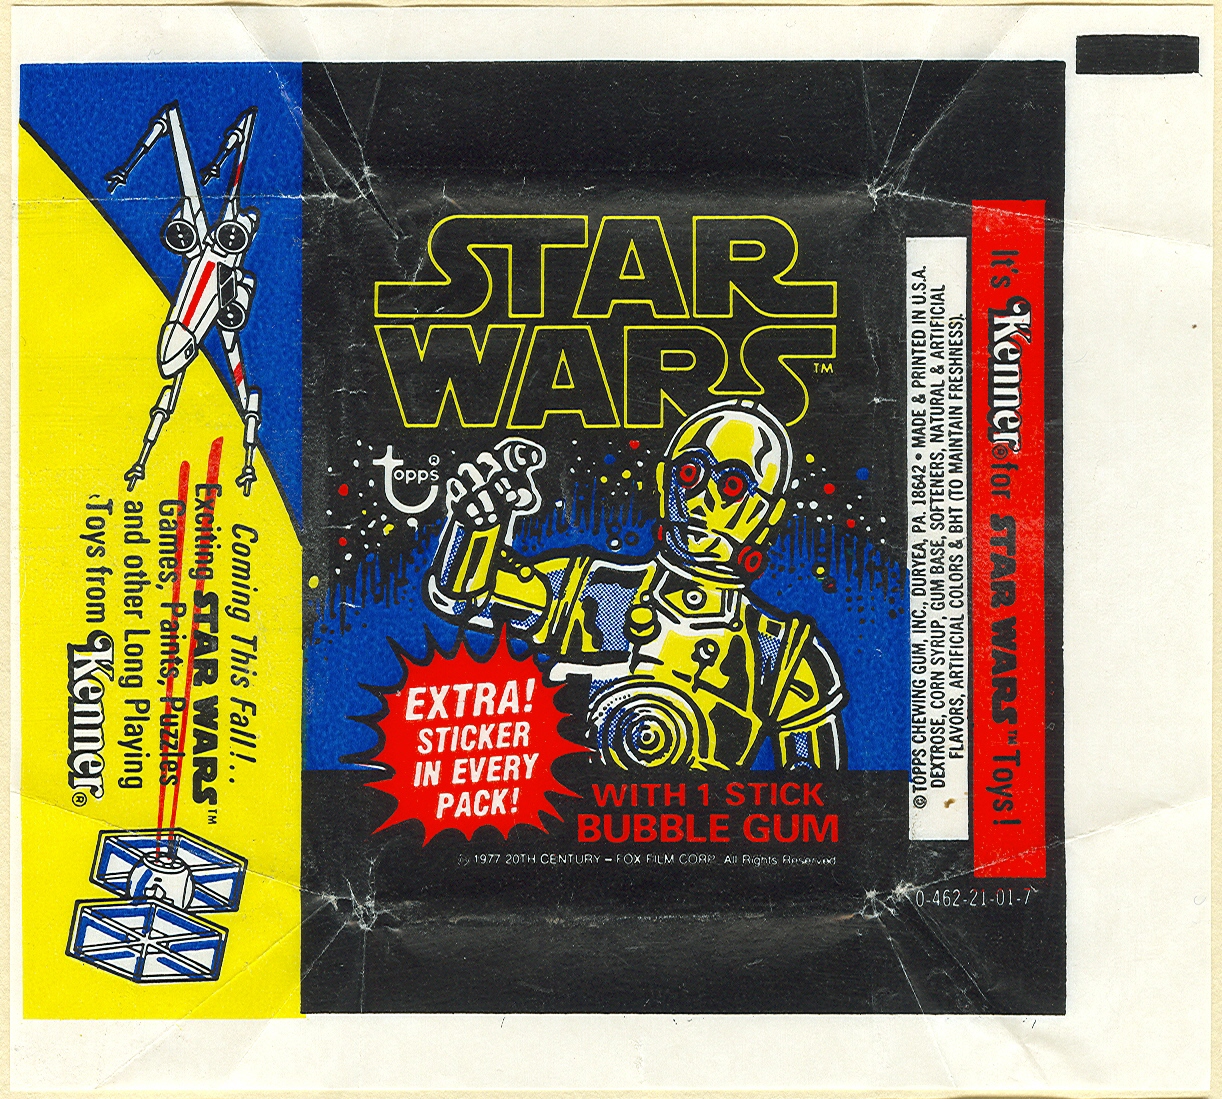 Coming This Fall!..
Exciting STAR WARS™
Games, Paints, Puzzles
and other Long Playing
Toys from Kenner®
STAR
WARS™
Topps®
EXTRA!
STICKER
IN EVERY
PACK!
WITH 1 STICK
BUBBLE GUM
© 1977 20TH CENTURY – FOX FILM CORP. All Rights Reserved
© TOPPS CHEWING GUM, INC., DURYEA, PA. 18642 • MADE & PRINTED IN U.S.A.
DEXTROSE, CORN SYRUP, GUM BASE, SOFTENERS, NATURAL & ARTIFICIAL
FLAVORS, ARTIFICIAL COLORS & BHT (TO MAINTAIN FRESHNESS).
It's Kenner® for STAR WARS™ Toys!
0-462-21-01-7